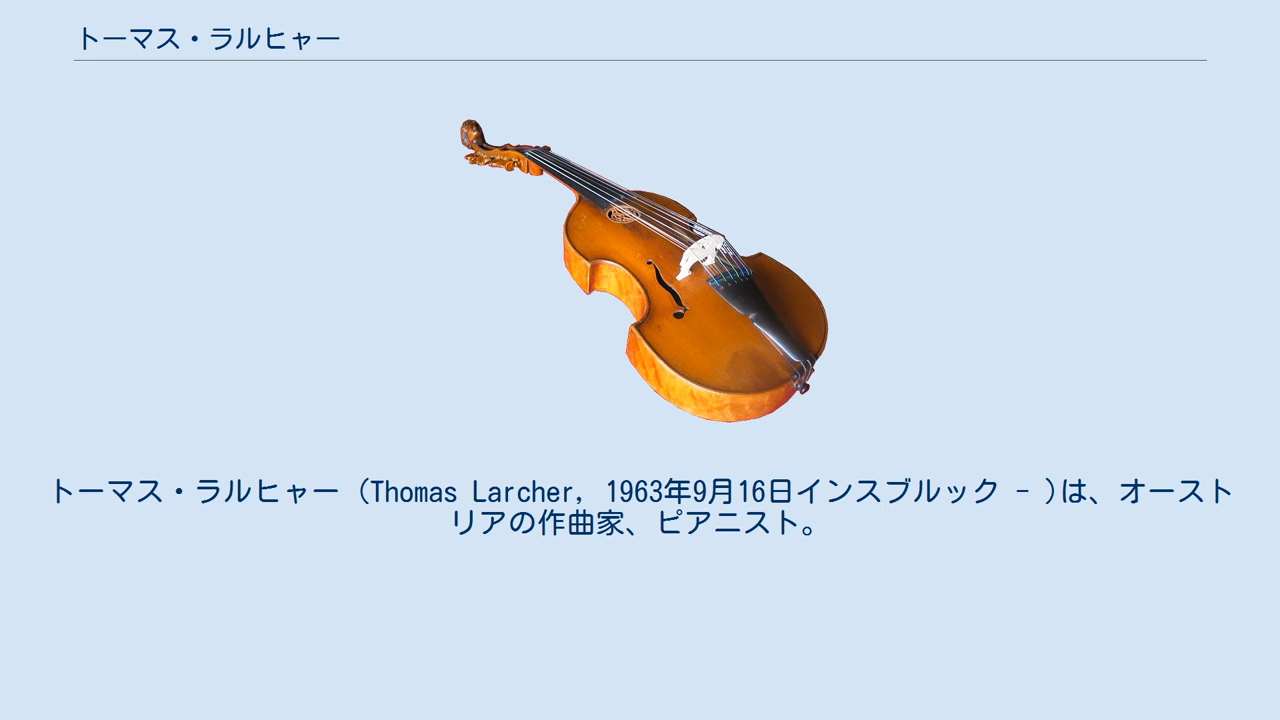 トーマス・ラルヒャー
トーマス・ラルヒャー (Thomas Larcher, 1963年9月16日インスブルック - )は、オースト
リアの作曲家、ピアニスト。